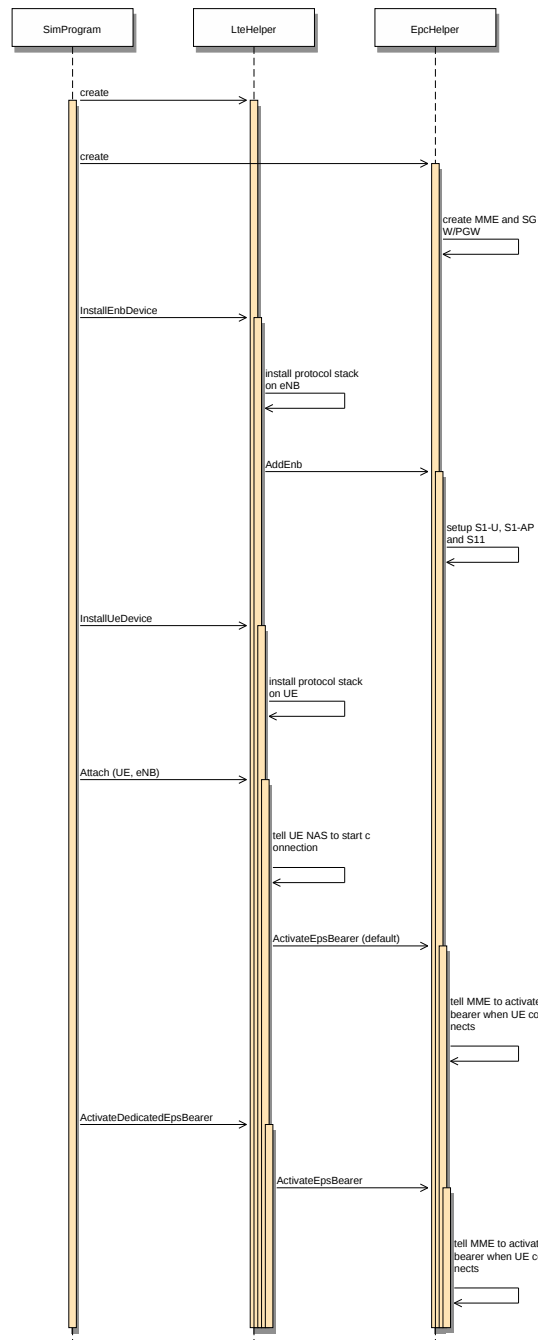 SimProgram
LteHelper
EpcHelper
create
create
create MME and SG
W/PGW
InstallEnbDevice
install protocol stack
on eNB
AddEnb
setup S1-U, S1-AP
and S11
InstallUeDevice
install protocol stack
on UE
Attach (UE, eNB)
tell UE NAS to start c
onnection
ActivateEpsBearer (default)
tell MME to activate
bearer when UE co
nects
ActivateDedicatedEpsBearer
ActivateEpsBearer
tell MME to activat
bearer when UE c
nects